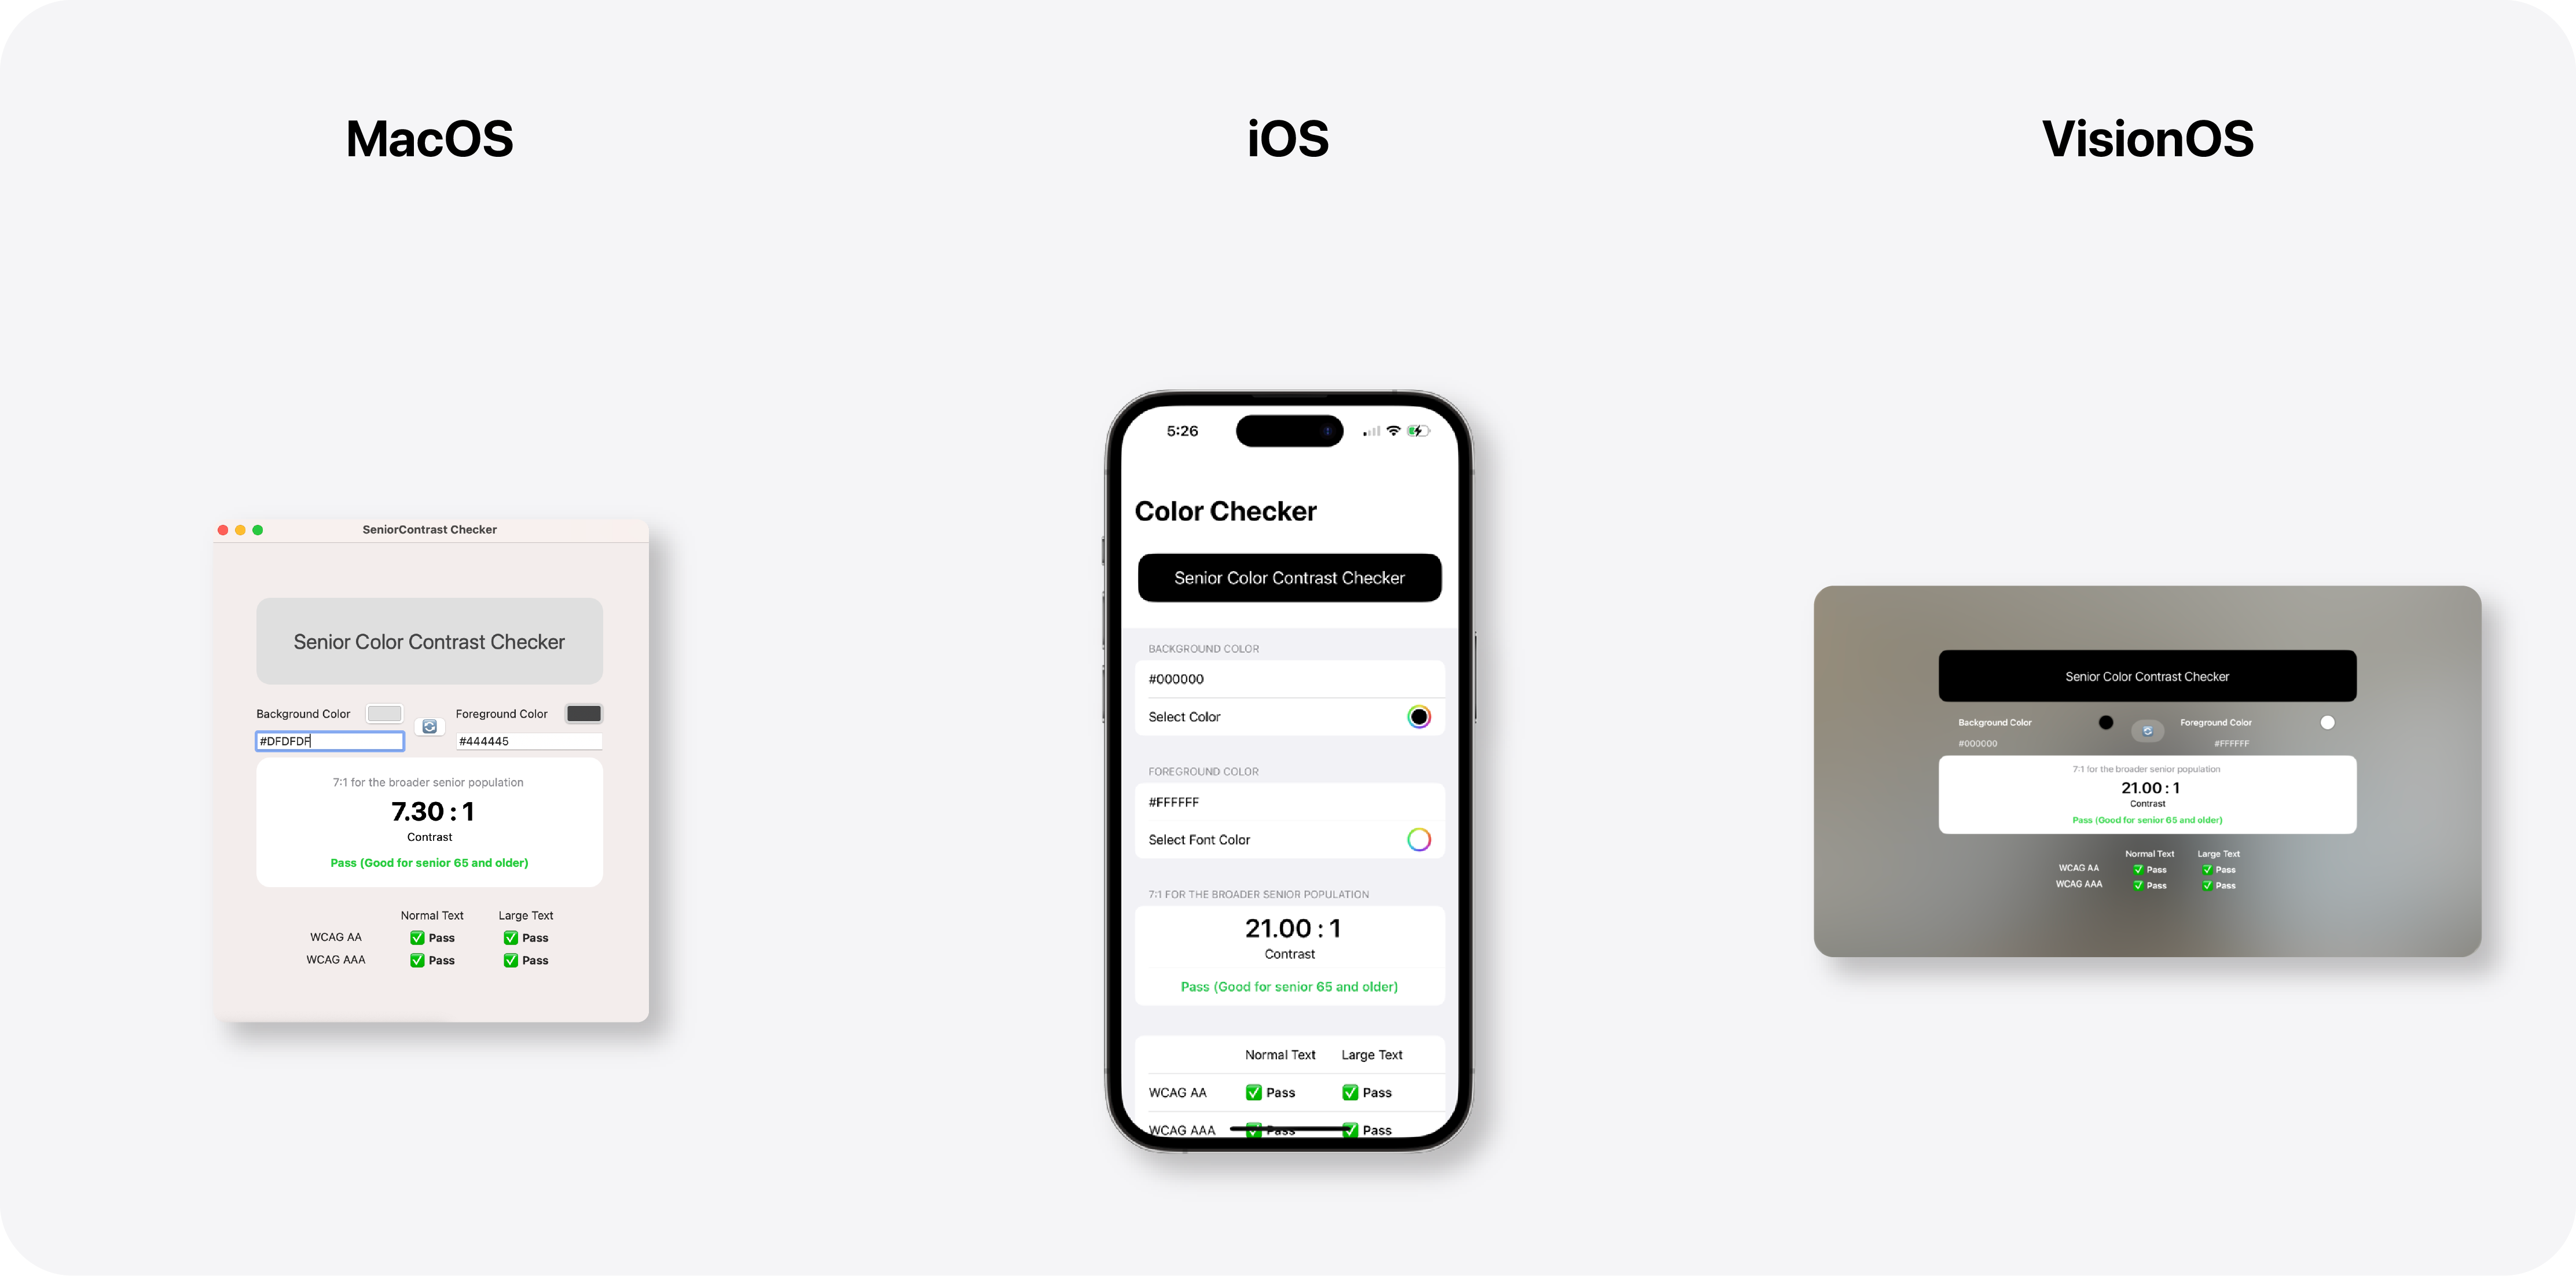 MacOS
iOS
VisionOS
SeniorContrast Checker
Senior Color Contrast Checker
Background Color
Foreground Color
#DFDFDF
#444445
7:1 for the broader senior population
7.30 : 1
Contrast
Pass (Good for senior 65 and older)
Normal Text Large Text
WCAG AA ✅ Pass ✅ Pass
WCAG AAA ✅ Pass ✅ Pass
5:26
Color Checker
Senior Color Contrast Checker
BACKGROUND COLOR
#000000
Select Color
FOREGROUND COLOR
#FFFFFF
Select Font Color
7:1 FOR THE BROADER SENIOR POPULATION
21.00 : 1
Contrast
Pass (Good for senior 65 and older)
Normal Text Large Text
WCAG AA ✅ Pass ✅ Pass
WCAG AAA ✅ Pass ✅ Pass
Senior Color Contrast Checker
Background Color
Foreground Color
#000000
#FFFFFF
7:1 for the broader senior population
21.00 : 1
Contrast
Pass (Good for senior 65 and older)
Normal Text Large Text
WCAG AA ✅ Pass ✅ Pass
WCAG AAA ✅ Pass ✅ Pass